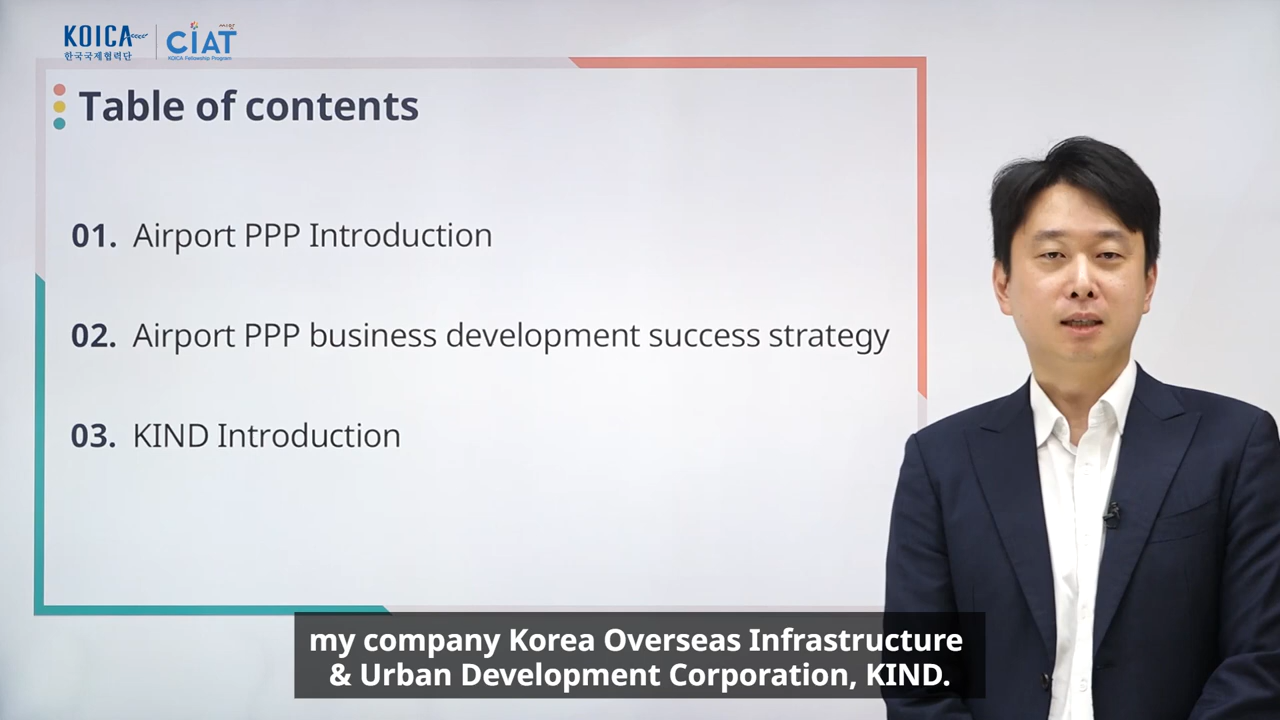 KOICA
한국국제협력단
씨앗
CIAT
KOICA Fellowship Program
Table of contents
01. Airport PPP Introduction
02. Airport PPP business development success strategy
03. KIND Introduction
my company Korea Overseas Infrastructure
& Urban Development Corporation, KIND.